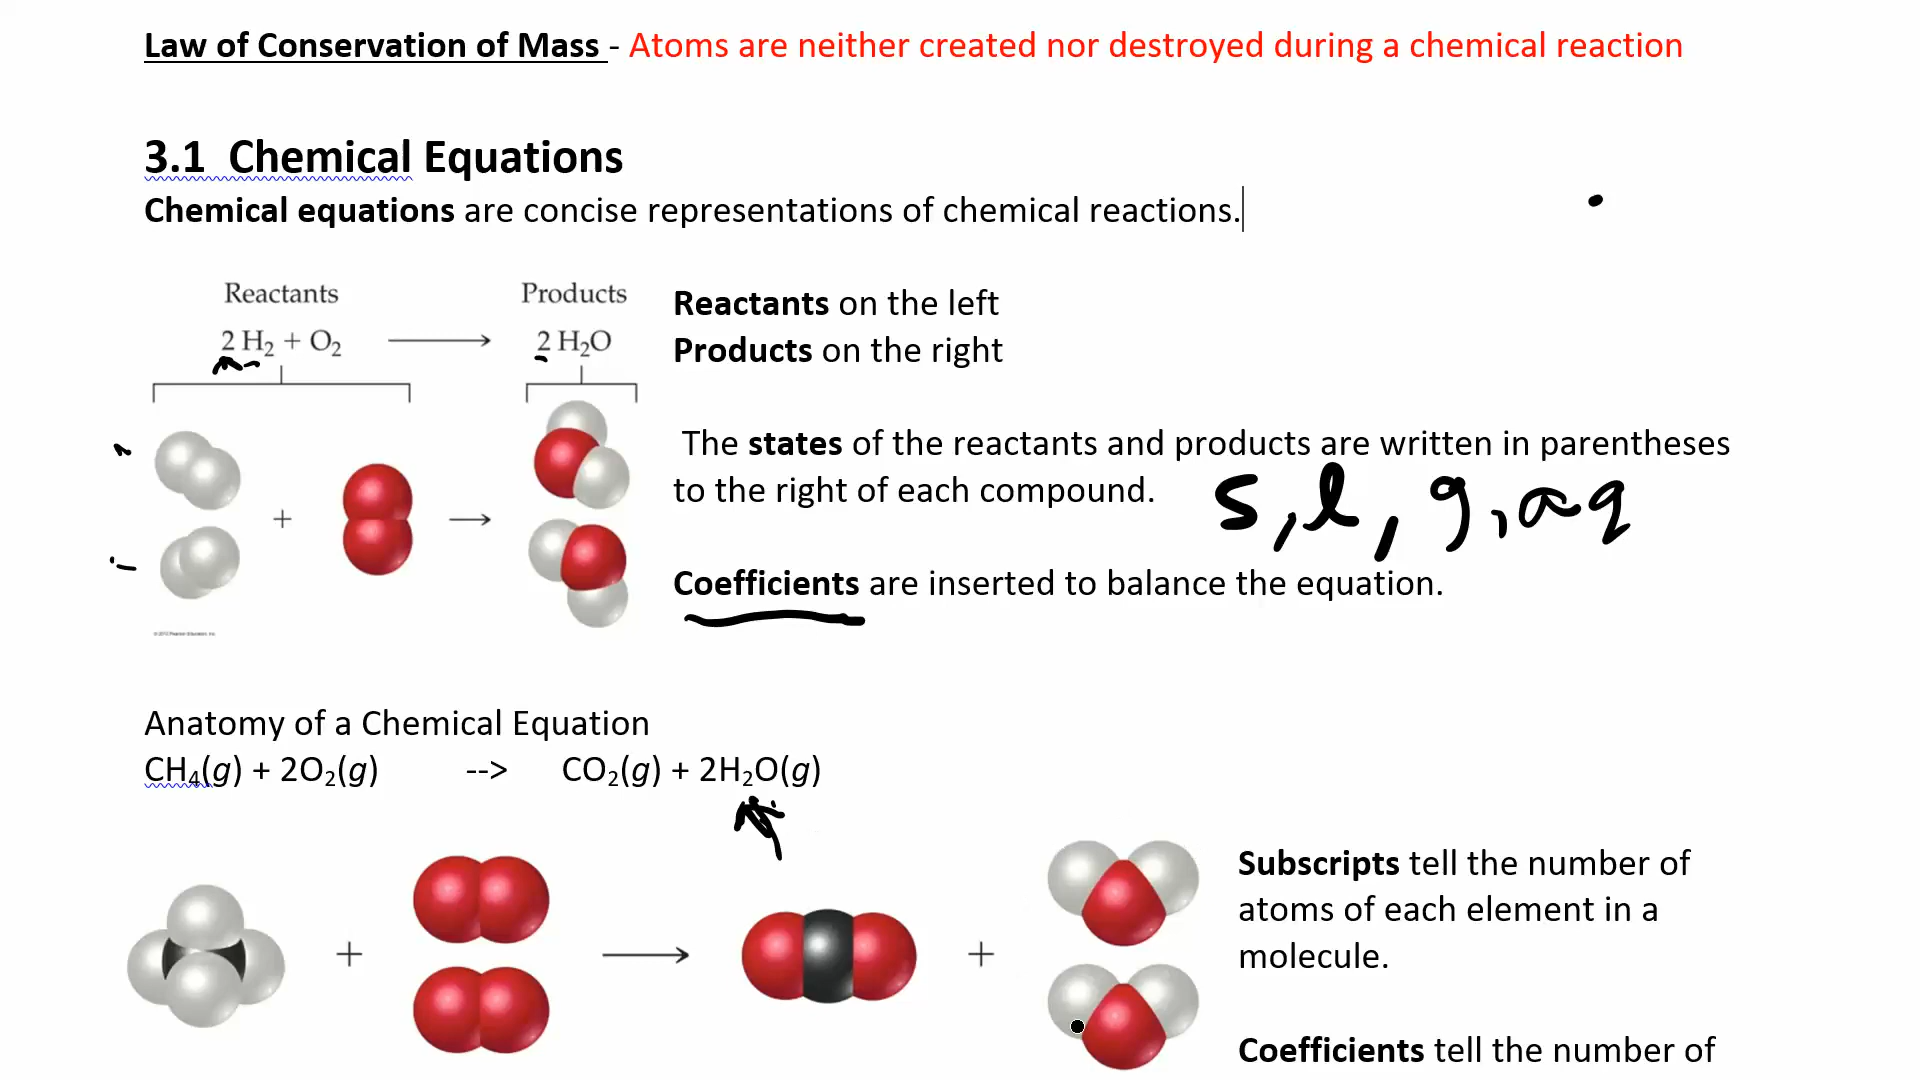 Law of Conservation of Mass - Atoms are neither created nor destroyed during a chemical reaction
3.1 Chemical Equations
Chemical equations are concise representations of chemical reactions.
Reactants
Products
2 H₂ + O₂
2 H₂O
Reactants on the left
Products on the right
The states of the reactants and products are written in parentheses
to the right of each compound.
s, l, g, aq
+
Coefficients are inserted to balance the equation.
Anatomy of a Chemical Equation
CH₄(g) + 2O₂(g) --> CO₂(g) + 2H₂O(g)
+
+
Subscripts tell the number of
atoms of each element in a
molecule.
Coefficients tell the number of